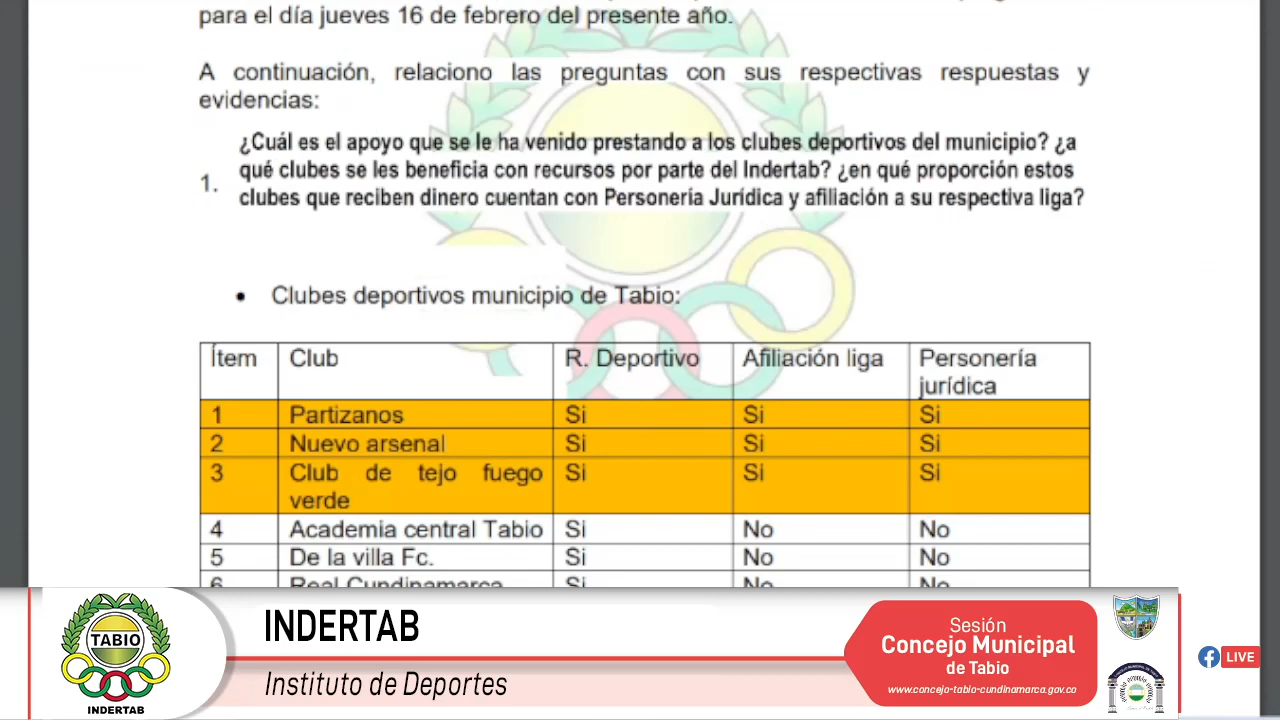 para el día jueves 16 de febrero del presente año.
A continuación, relaciono las preguntas con sus respectivas respuestas y
evidencias:
1. ¿Cuál es el apoyo que se le ha venido prestando a los clubes deportivos del municipio? ¿a
qué clubes se les beneficia con recursos por parte del Indertab? ¿en qué proporción estos
clubes que reciben dinero cuentan con Personería Jurídica y afiliación a su respectiva liga?
• Clubes deportivos municipio de Tabio:
Ítem Club R. Deportivo Afiliación liga Personería
jurídica
1 Partizanos Si Si Si
2 Nuevo arsenal Si Si Si
3 Club de tejo fuego Si Si Si
verde
4 Academia central Tabio Si No No
5 De la villa Fc. Si No No
6 Real Cundinamarca Si No No
TABIO
INDERTAB
INDERTAB
Instituto de Deportes
Sesión
Concejo Municipal
de Tabio
www.concejo-tabio-cundinamarca.gov.co
LIVE